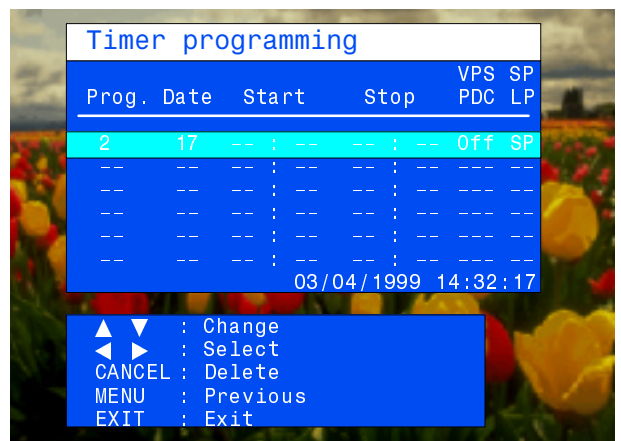 Timer programming
VPS SP
Prog. Date Start Stop PDC LP
2 17 -- : -- -- : -- Off SP
-- -- -- : -- -- : -- --- --
-- -- -- : -- -- : -- --- --
-- -- -- : -- -- : -- --- --
-- -- -- : -- -- : -- --- --
-- -- -- : -- -- : -- --- --
03/04/1999 14:32:17
▲ ▼ : Change
◀ ▶ : Select
CANCEL : Delete
MENU : Previous
EXIT : Exit